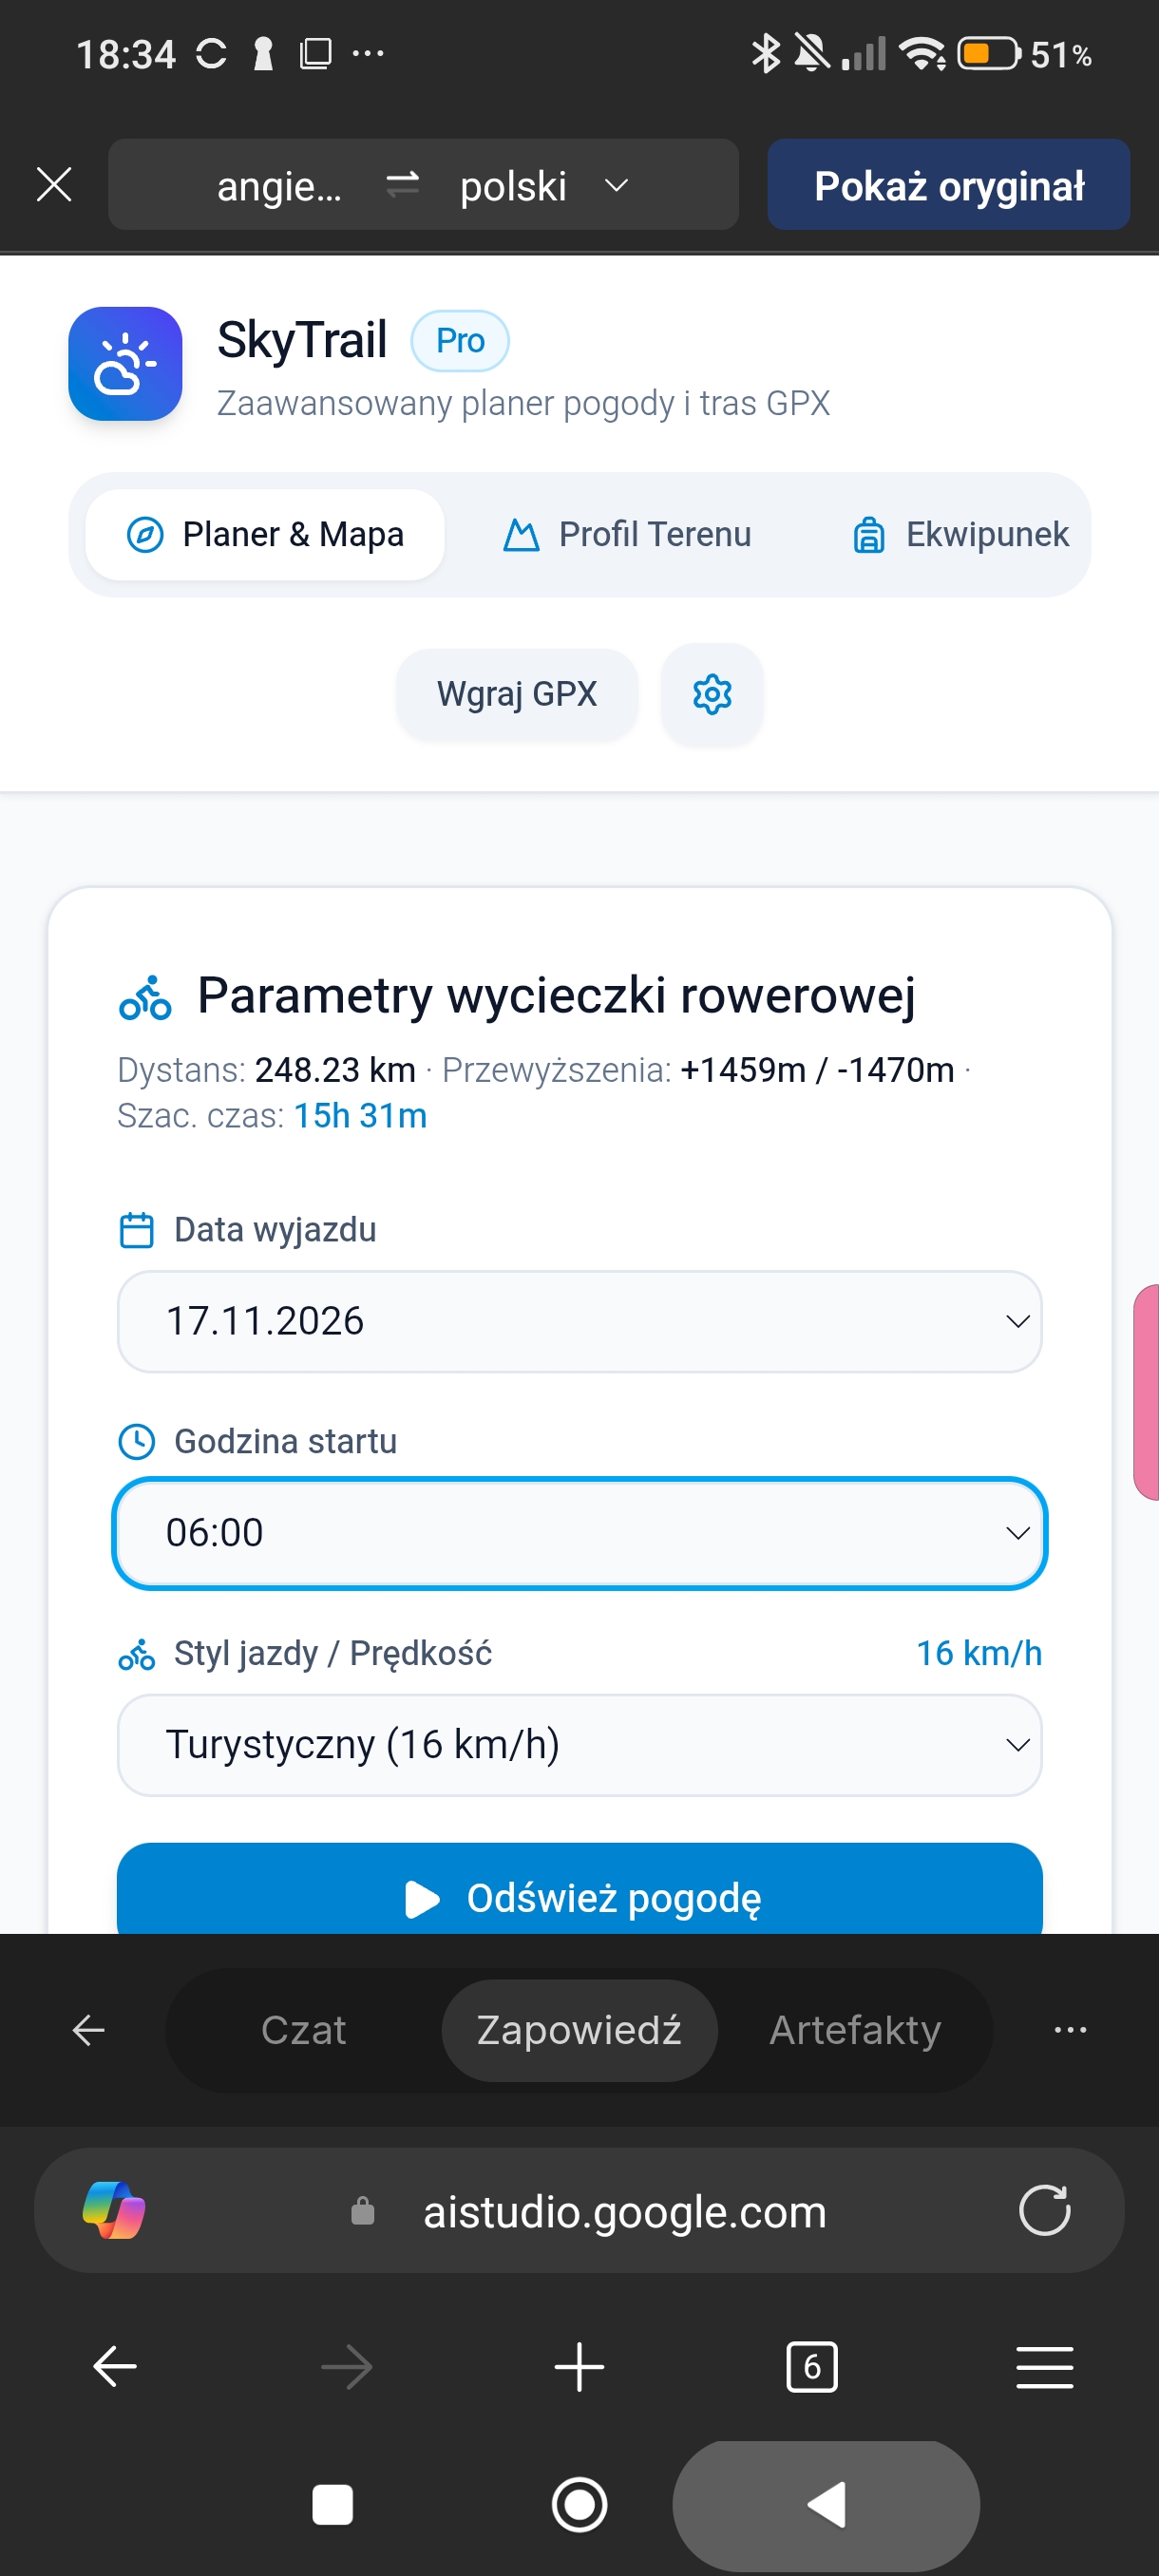 18:34 ... 51%
angie... polski Pokaż oryginał
SkyTrail Pro
Zaawansowany planer pogody i tras GPX
Planer & Mapa Profil Terenu Ekwipunek
Wgraj GPX
Parametry wycieczki rowerowej
Dystans: 248.23 km · Przewyższenia: +1459m / -1470m ·
Szac. czas: 15h 31m
Data wyjazdu
17.11.2026
Godzina startu
06:00
Styl jazdy / Prędkość 16 km/h
Turystyczny (16 km/h)
Odśwież pogodę
Czat Zapowiedź Artefakty ...
aistudio.google.com
6